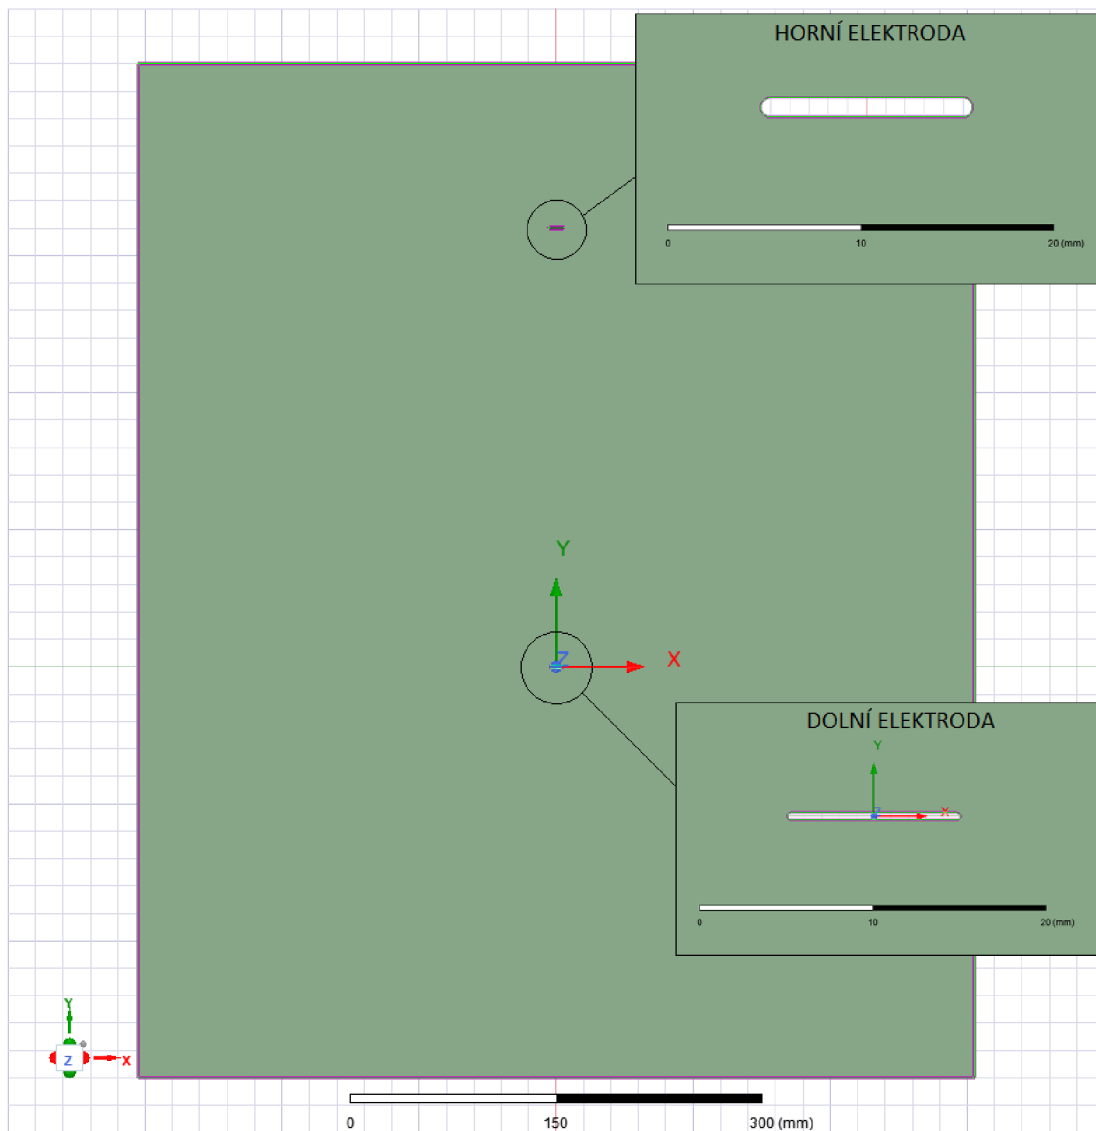 HORNÍ ELEKTRODA
0 10 20 (mm)
Y
Z X
DOLNÍ ELEKTRODA
Y
Z X
0 10 20 (mm)
Y
Z X
0 150 300 (mm)